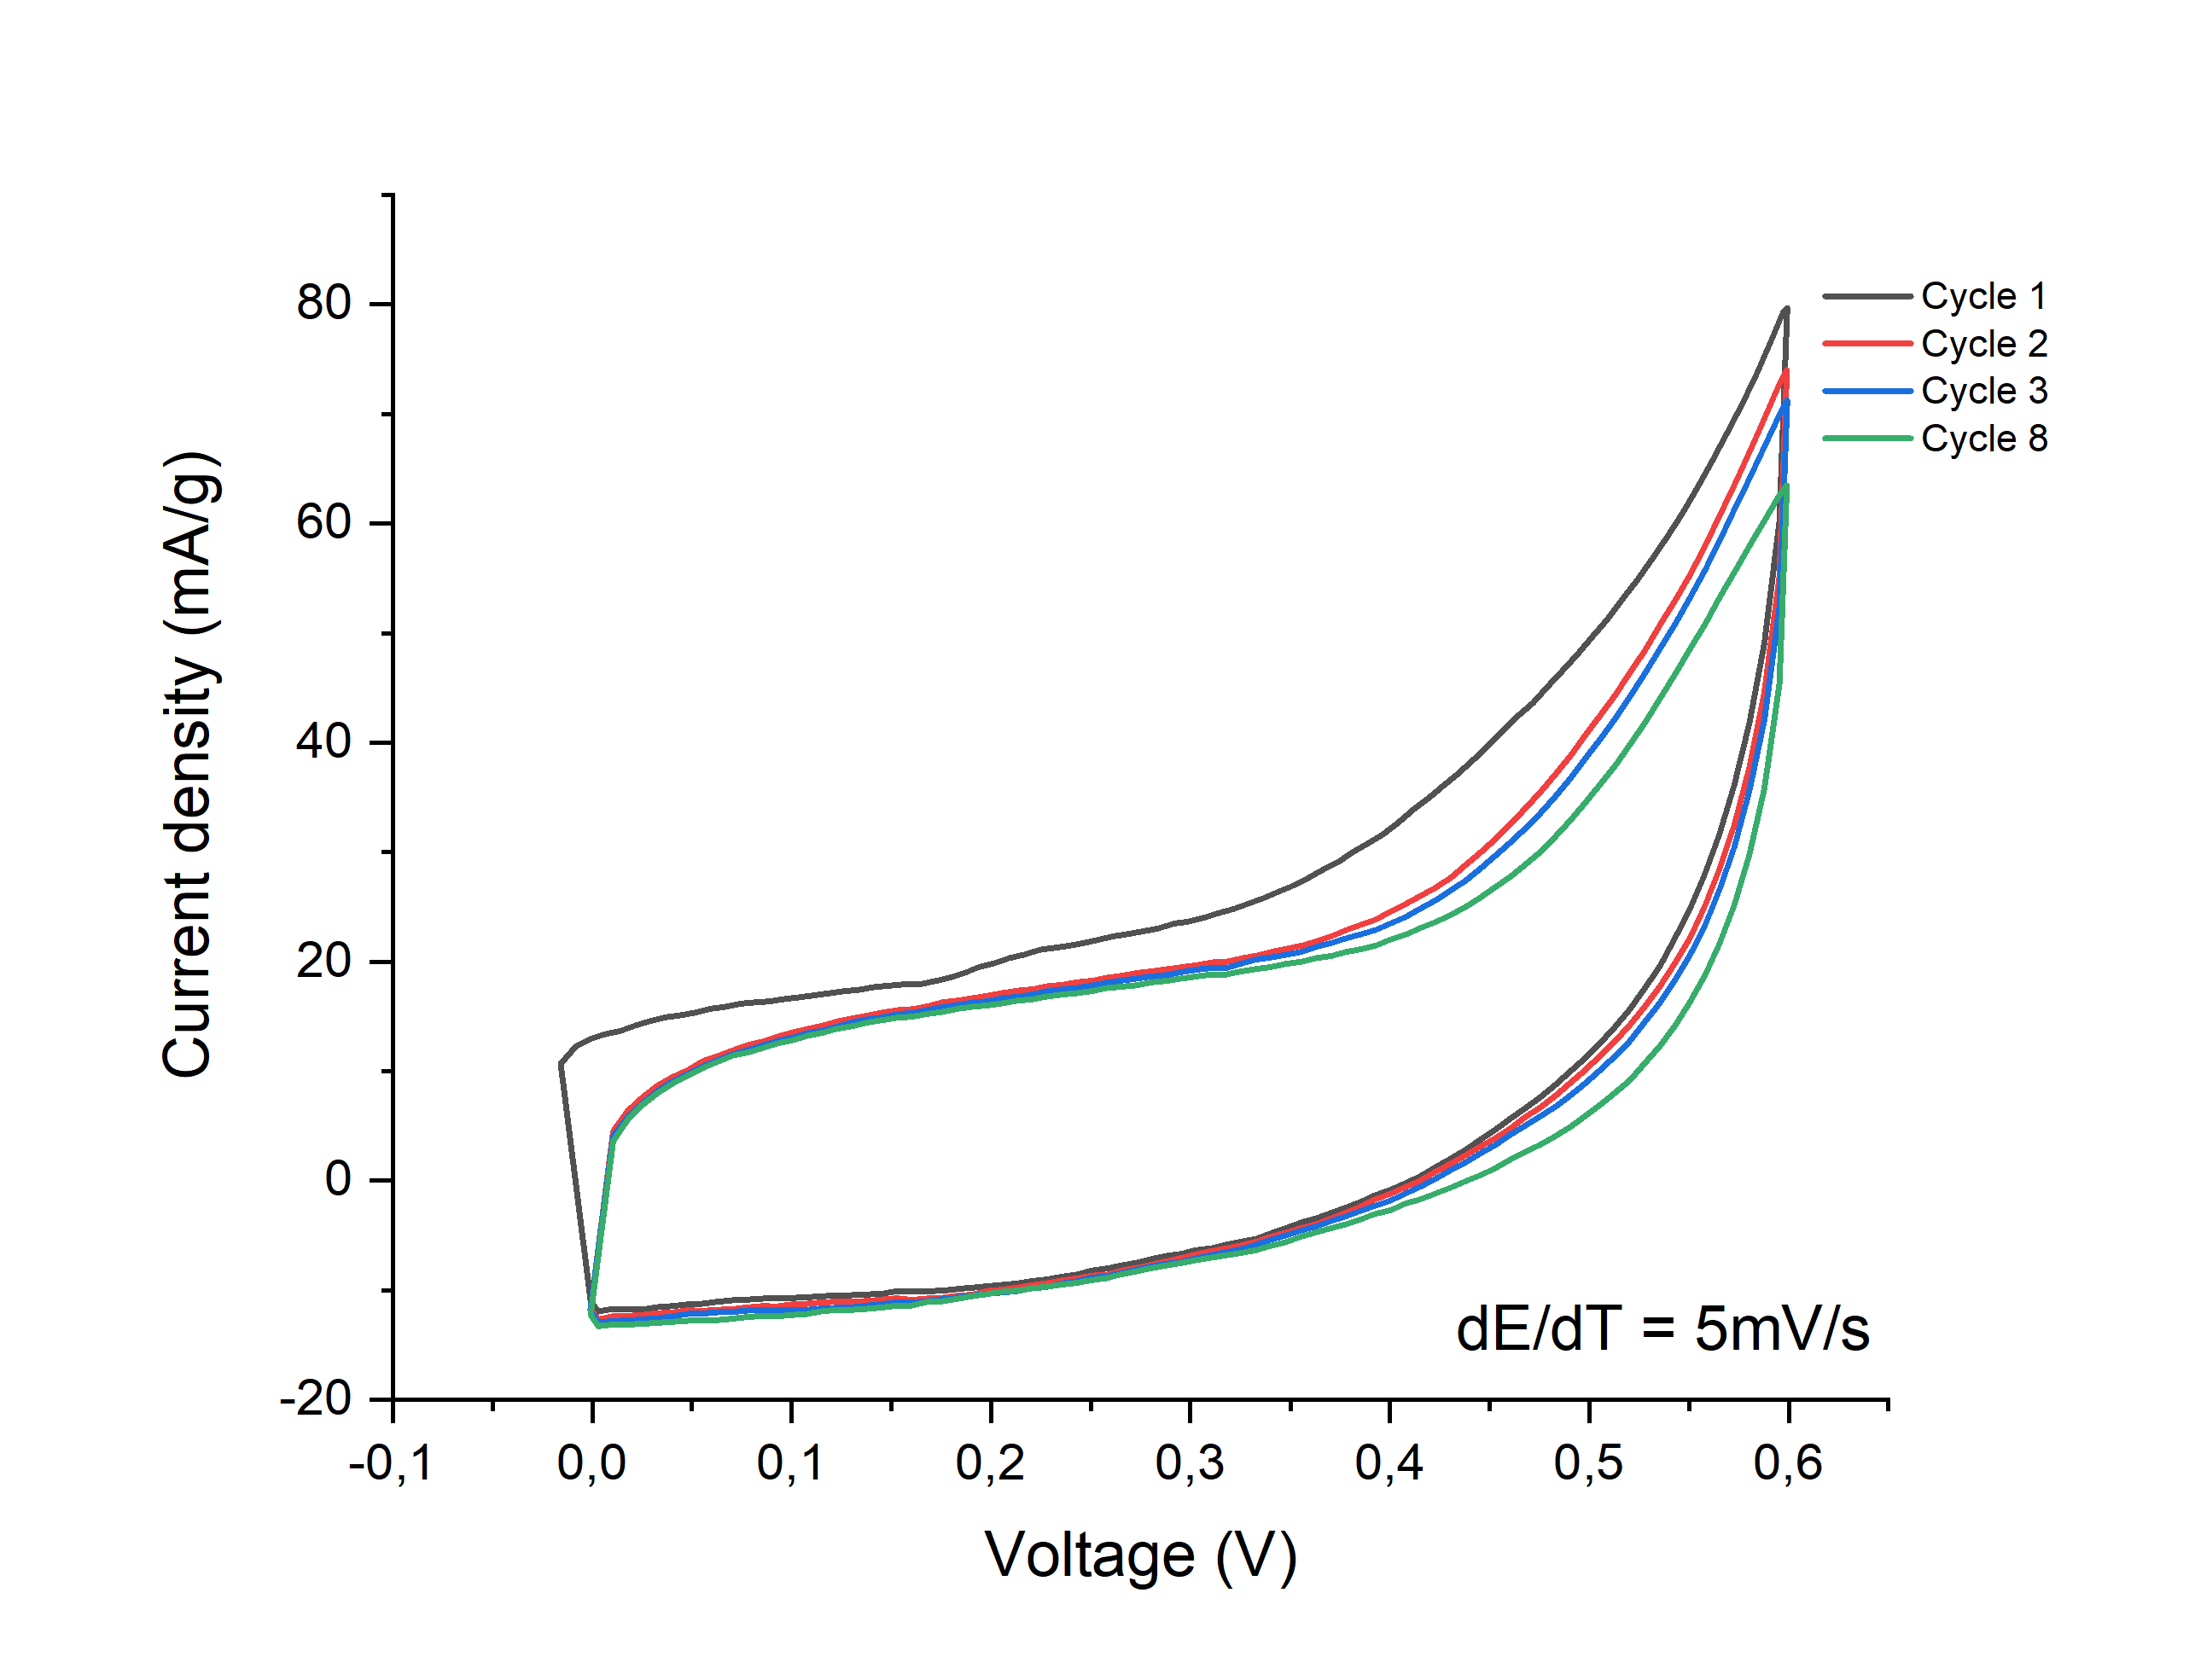 80
60
40
20
0
-20
-0,1
0,0
0,1
0,2
0,3
0,4
0,5
0,6
Current density (mA/g)
Voltage (V)
Cycle 1
Cycle 2
Cycle 3
Cycle 8
dE/dT = 5mV/s